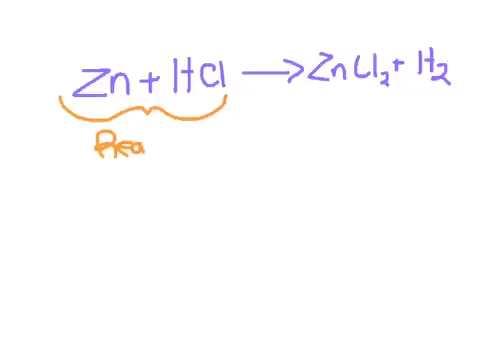 Zn + HCl → ZnCl₂ + H₂
Rea